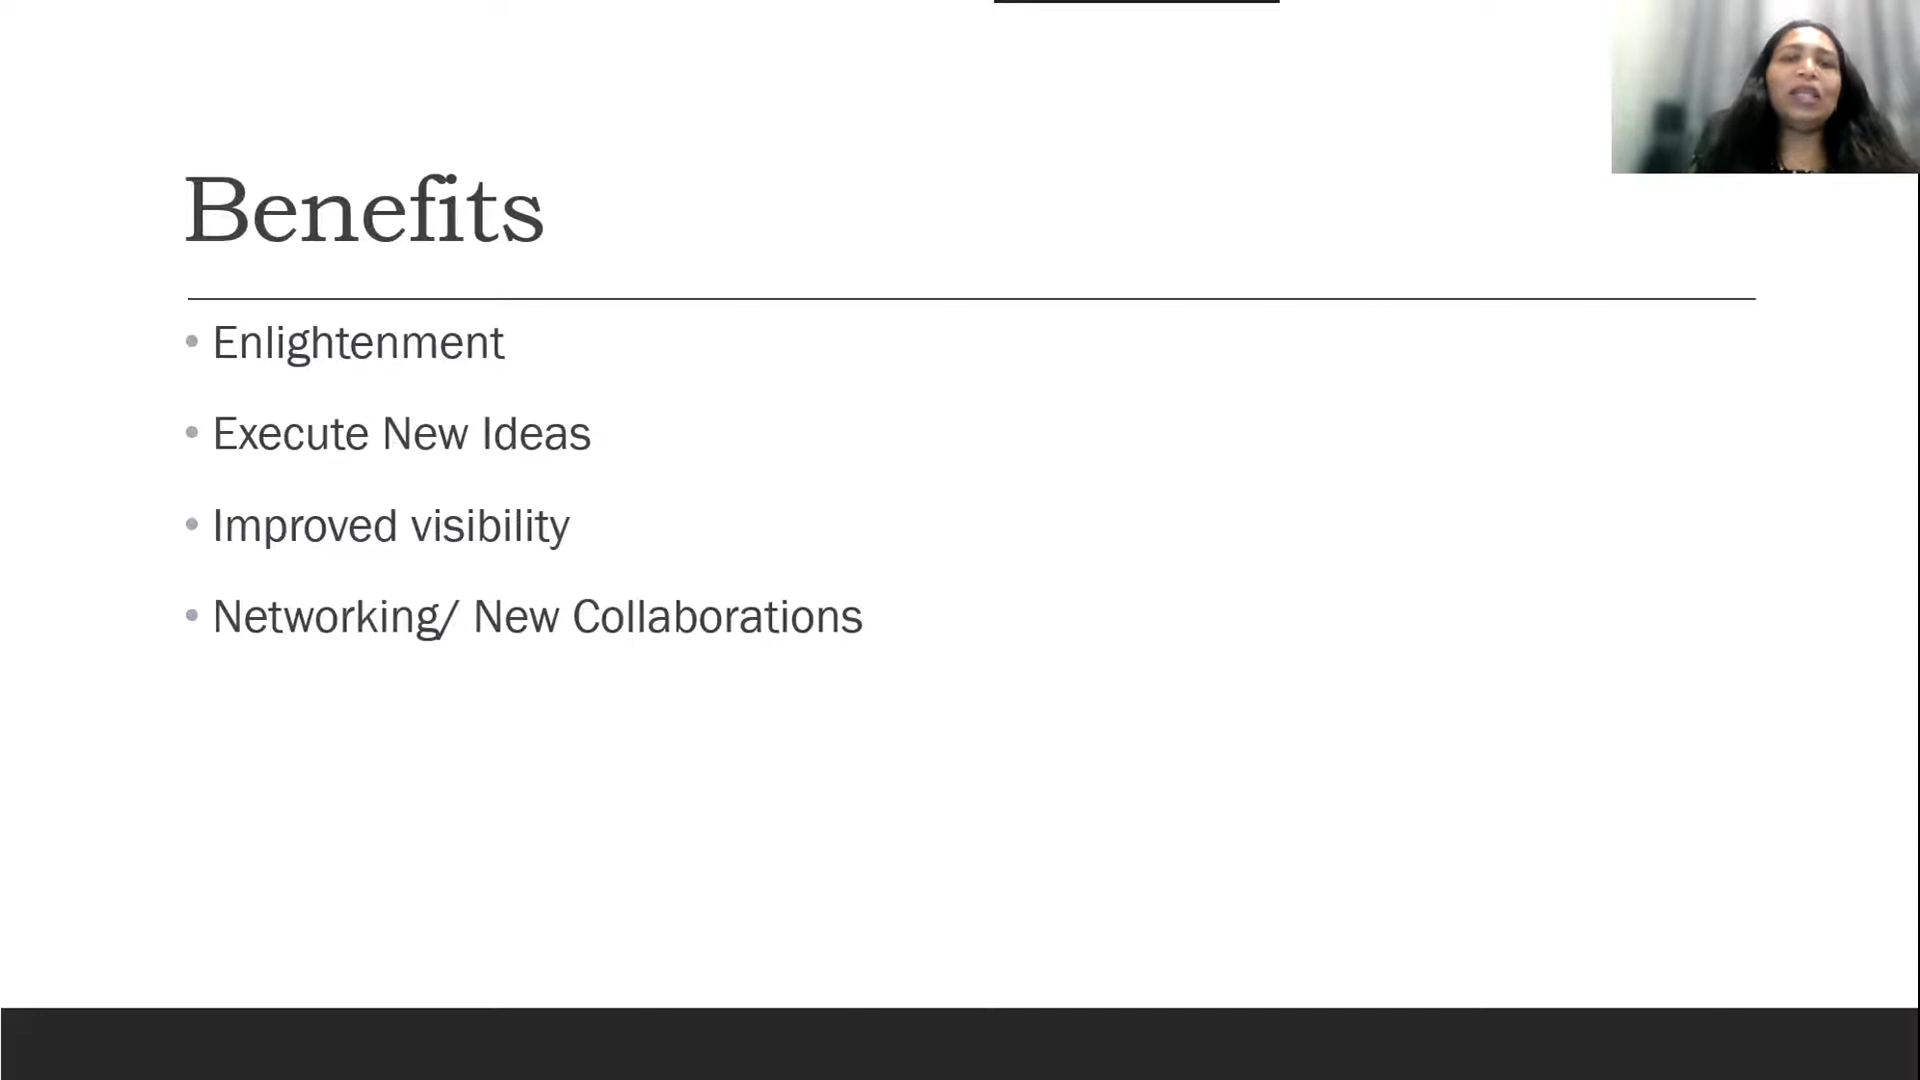 Benefits
• Enlightenment
• Execute New Ideas
• Improved visibility
• Networking/ New Collaborations